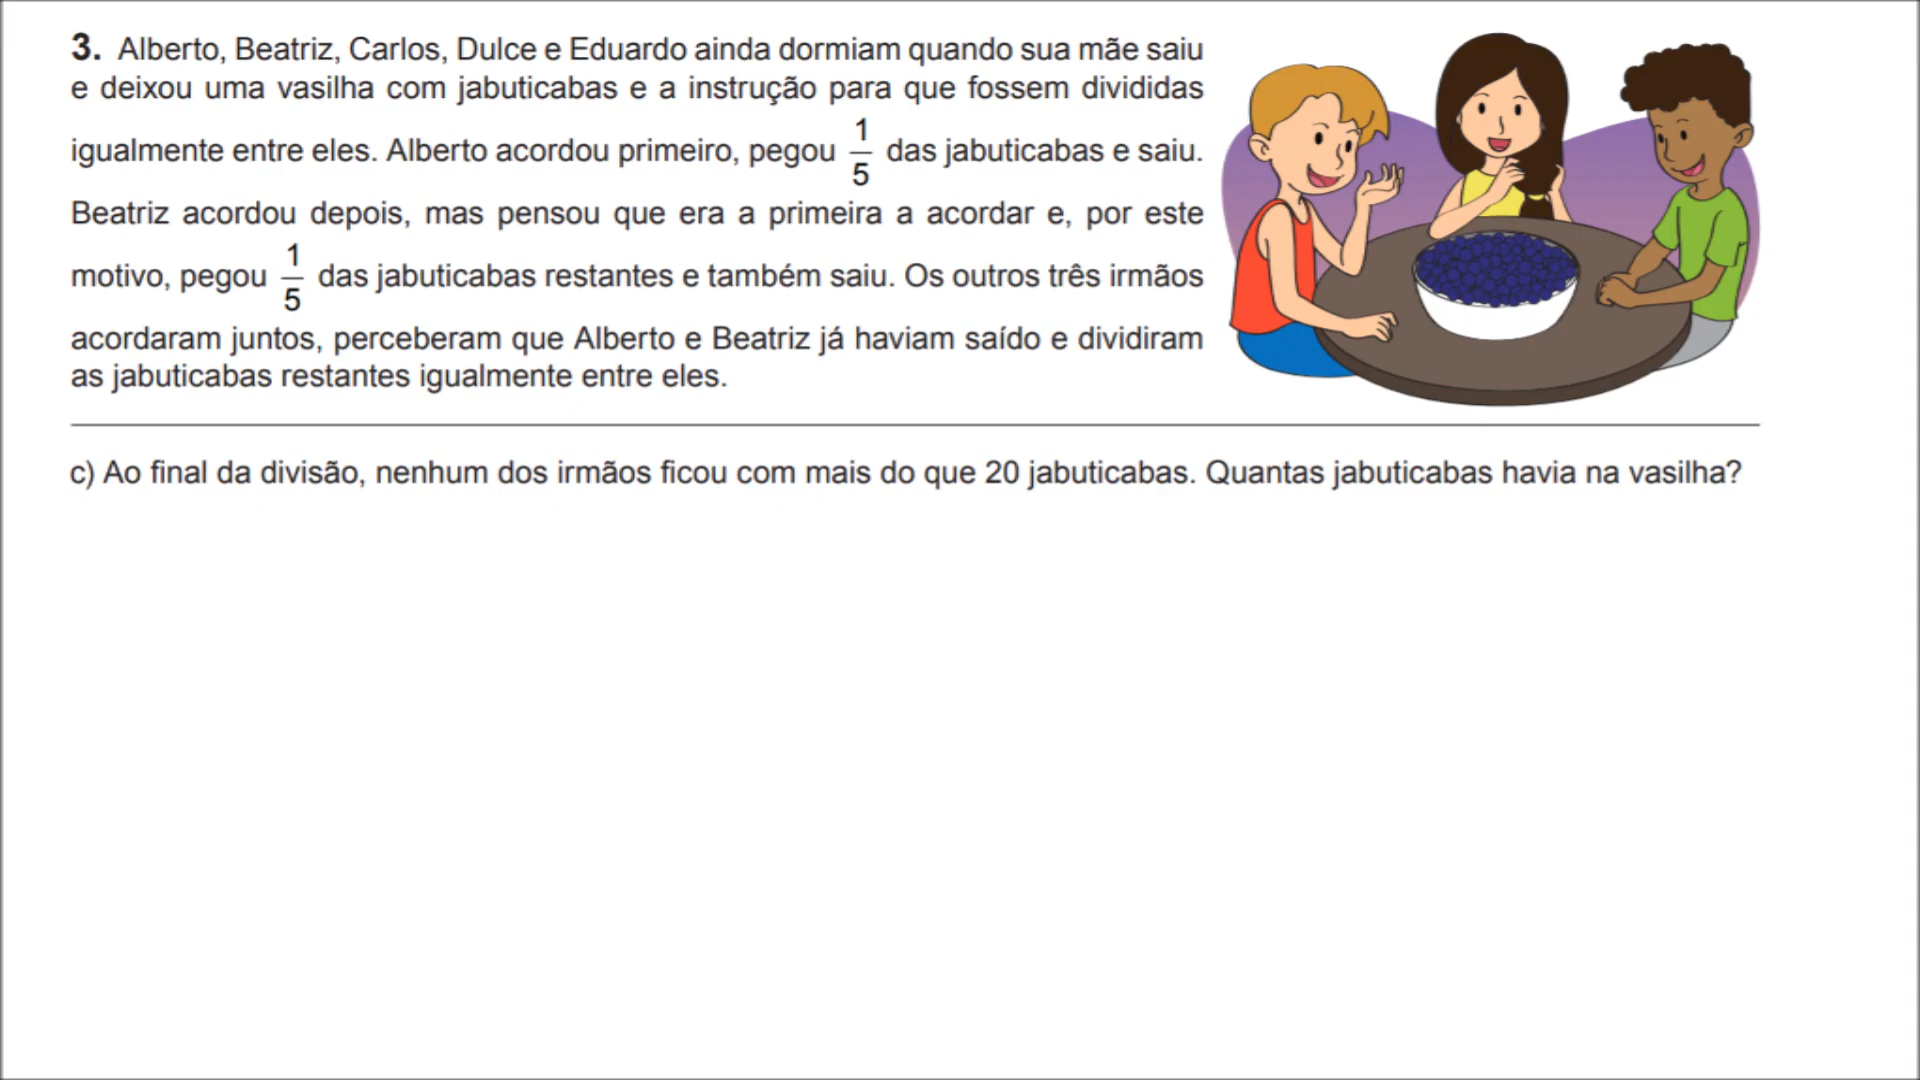 3. Alberto, Beatriz, Carlos, Dulce e Eduardo ainda dormiam quando sua mãe saiu
e deixou uma vasilha com jabuticabas e a instrução para que fossem divididas
igualmente entre eles. Alberto acordou primeiro, pegou 1/5 das jabuticabas e saiu.
Beatriz acordou depois, mas pensou que era a primeira a acordar e, por este
motivo, pegou 1/5 das jabuticabas restantes e também saiu. Os outros três irmãos
acordaram juntos, perceberam que Alberto e Beatriz já haviam saído e dividiram
as jabuticabas restantes igualmente entre eles.
c) Ao final da divisão, nenhum dos irmãos ficou com mais do que 20 jabuticabas. Quantas jabuticabas havia na vasilha?